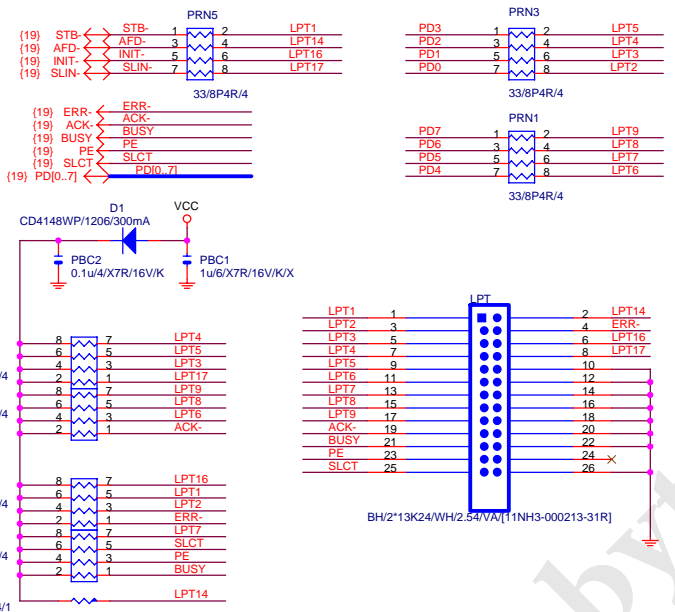 PRN5
{19} STB- STB- 1 2 LPT1
{19} AFD- AFD- 3 4 LPT14
{19} INIT- INIT- 5 6 LPT16
{19} SLIN- SLIN- 7 8 LPT17
33/8P4R/4
PRN3
PD3 1 2 LPT5
PD2 3 4 LPT4
PD1 5 6 LPT3
PD0 7 8 LPT2
33/8P4R/4
{19} ERR- ERR-
{19} ACK- ACK-
{19} BUSY BUSY
{19} PE PE
{19} SLCT SLCT
{19} PD[0..7] PD[0..7]
PRN1
PD7 1 2 LPT9
PD6 3 4 LPT8
PD5 5 6 LPT7
PD4 7 8 LPT6
33/8P4R/4
D1
CD4148WP/1206/300mA
VCC
PBC2
0.1u/4/X7R/16V/K
PBC1
1u/6/X7R/16V/K/X
8 7 LPT4
6 5 LPT5
4 3 LPT3
2 1 LPT17
8 7 LPT9
6 5 LPT8
4 3 LPT6
2 1 ACK-
/4
/4
8 7 LPT16
6 5 LPT1
4 3 LPT2
2 1 ERR-
8 7 LPT7
6 5 SLCT
4 3 PE
2 1 BUSY
/4
/4
LPT14
/1
LPT
LPT1 1 2 LPT14
LPT2 3 4 ERR-
LPT3 5 6 LPT16
LPT4 7 8 LPT17
LPT5 9 10
LPT6 11 12
LPT7 13 14
LPT8 15 16
LPT9 17 18
ACK- 19 20
BUSY 21 22
PE 23 24
SLCT 25 26
BH/2*13K24/WH/2.54/VA/[11NH3-000213-31R]